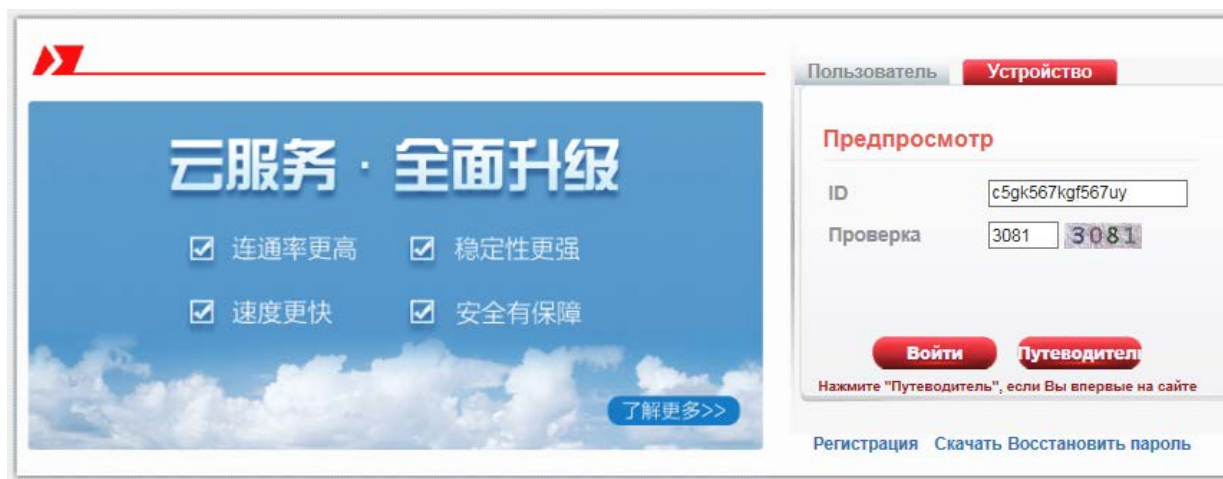 云服务·全面升级
连通率更高 稳定性更强
速度更快 安全有保障
了解更多>>
Пользователь Устройство
Предпросмотр
ID c5gk567kgf567uy
Проверка 3081 3081
Войти Путеводител
Нажмите "Путеводитель", если Вы впервые на сайте
Регистрация Скачать Восстановить пароль